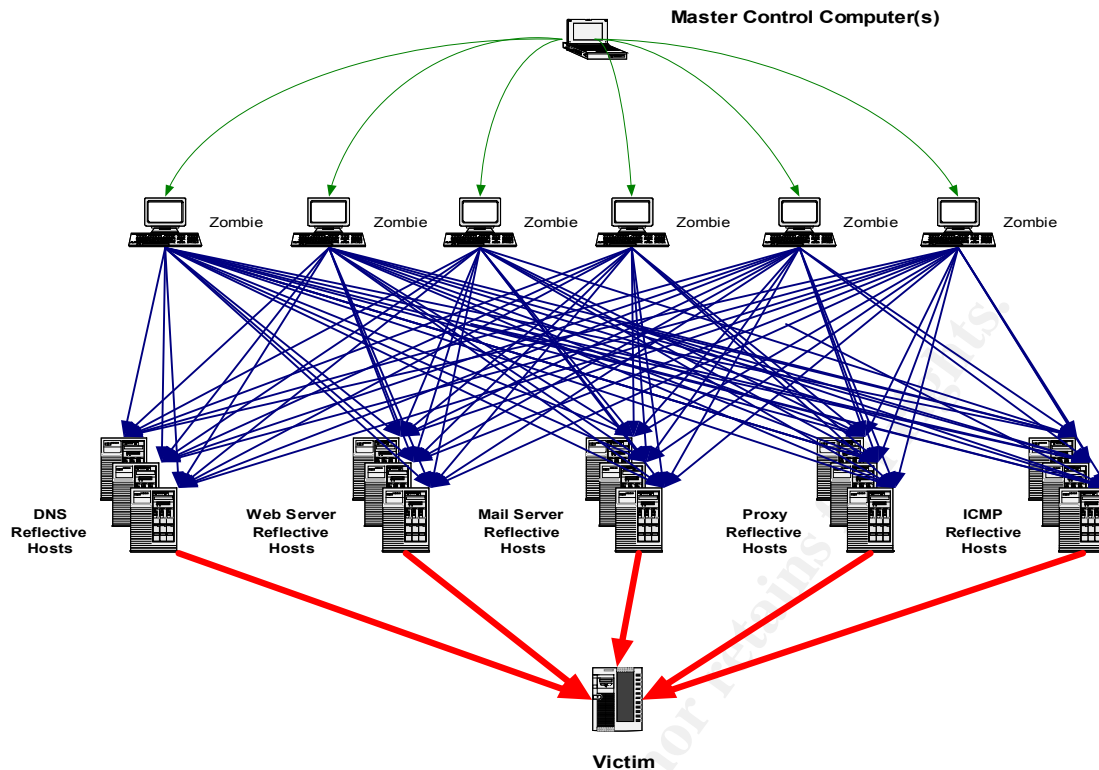 Master Control Computer(s)
Zombie
Zombie
Zombie
Zombie
Zombie
Zombie
DNS
Reflective
Hosts
Web Server
Reflective
Hosts
Mail Server
Reflective
Hosts
Proxy
Reflective
Hosts
ICMP
Reflective
Hosts
Victim
retains